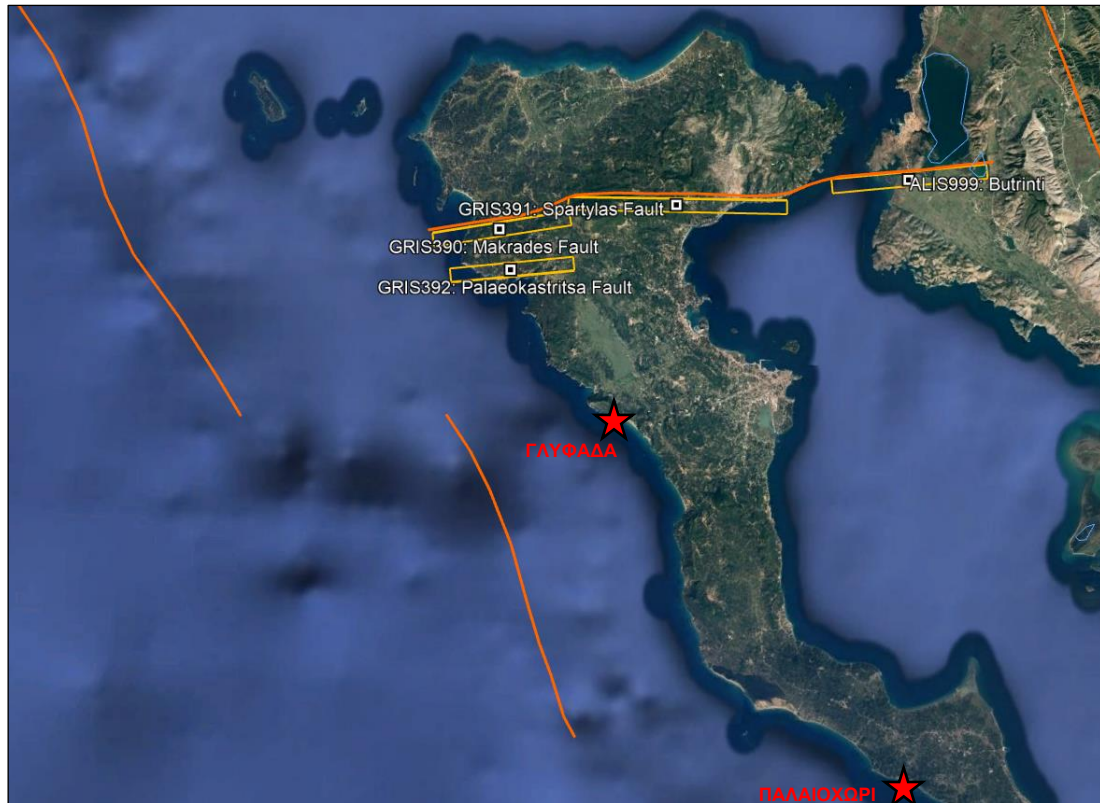 ALIS999: Butrinti
GRIS391: Spartylas Fault
GRIS390: Makrades Fault
GRIS392: Palaeokastritsa Fault
ΓΛΥΦΑΔΑ
ΠΑΛΑΙΟΧΩΡΙ